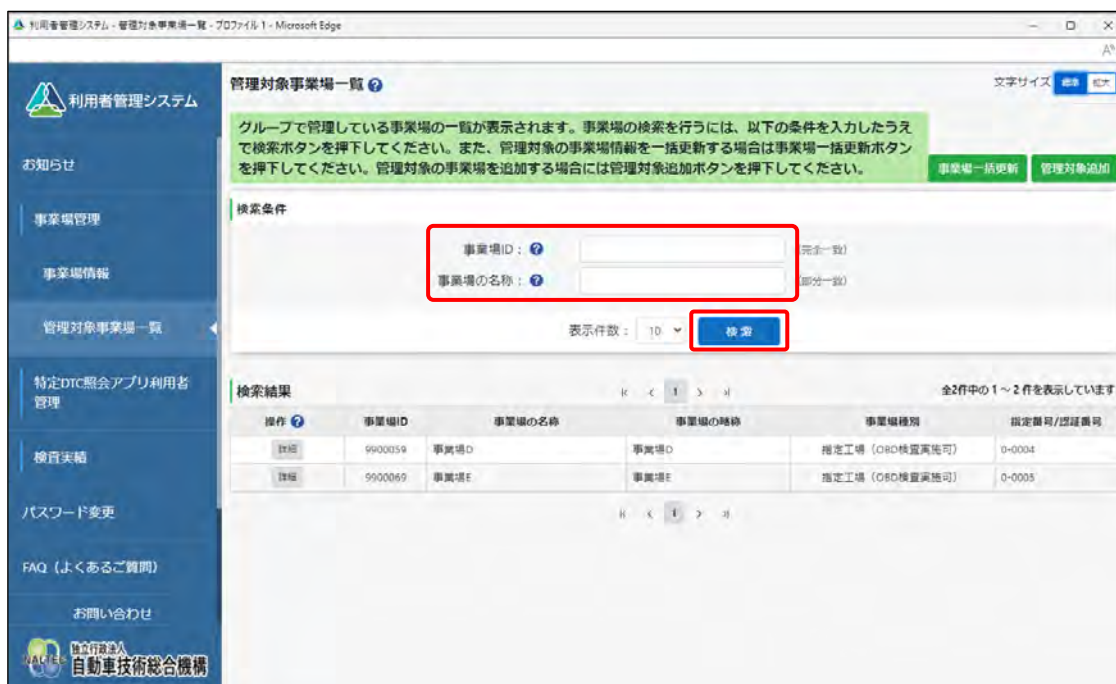 利用者管理システム - 管理対象事業場一覧 - プロファイル 1 - Microsoft Edge
利用者管理システム
管理対象事業場一覧
文字サイズ 標準 拡大
グループで管理している事業場の一覧が表示されます。事業場の検索を行うには、以下の条件を入力したうえ
で検索ボタンを押下してください。また、管理対象の事業場情報を一括更新する場合は事業場一括更新ボタン
を押下してください。管理対象の事業場を追加する場合には管理対象追加ボタンを押下してください。
事業場一括更新 管理対象追加
お知らせ
事業場管理
事業場情報
管理対象事業場一覧
特定DTC照会アプリ利用者
管理
検査実績
パスワード変更
FAQ（よくあるご質問）
お問い合わせ
NALTEC 独立行政法人
自動車技術総合機構
検索条件
事業場ID： (完全一致)
事業場の名称： (部分一致)
表示件数： 10 検索
検索結果
1
全2件中の 1 ～ 2 件を表示しています
操作 事業場ID 事業場の名称 事業場の略称 事業場種別 指定番号/認証番号
詳細 9900059 事業場D 事業場D 指定工場（OBD検査実施可） 0-0004
詳細 9900069 事業場E 事業場E 指定工場（OBD検査実施可） 0-0005
1